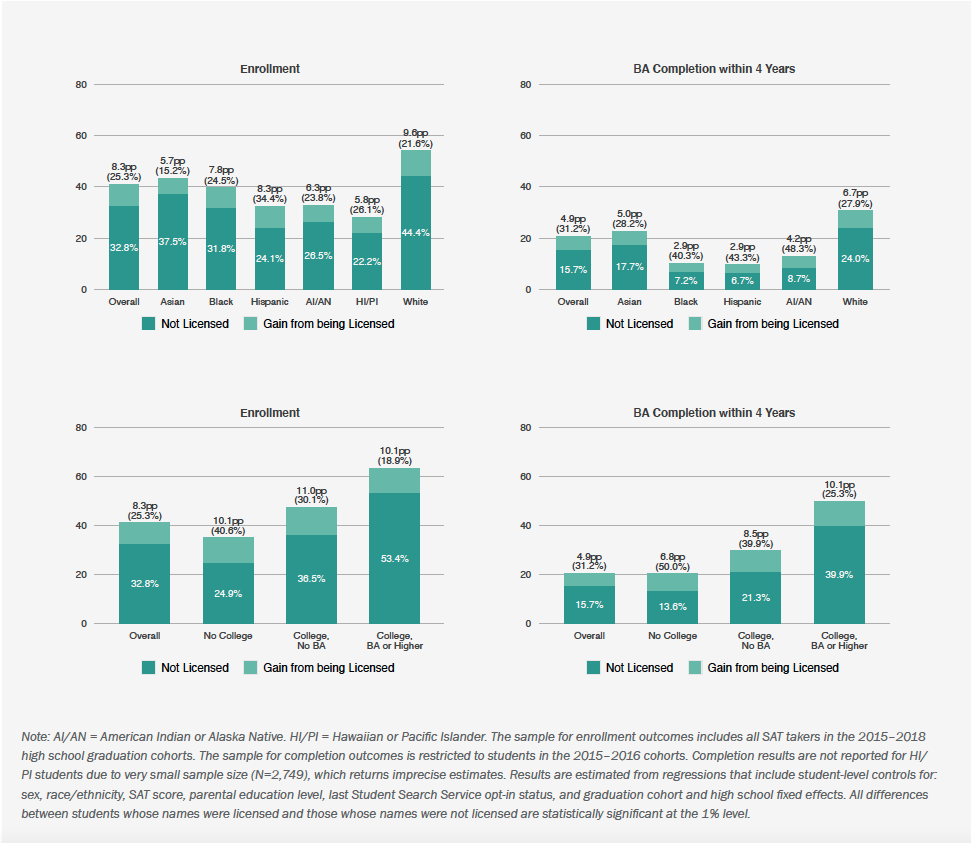 Enrollment
80
60
40
20
0
8.3pp
(25.3%)
5.7pp
(15.2%)
7.8pp
(24.5%)
8.3pp
(34.4%)
6.3pp
(23.8%)
5.8pp
(26.1%)
9.6pp
(21.6%)
32.8%
37.5%
31.8%
24.1%
26.5%
22.2%
44.4%
Overall Asian Black Hispanic AI/AN HI/PI White
Not Licensed Gain from being Licensed
BA Completion within 4 Years
80
60
40
20
0
4.9pp
(31.2%)
5.0pp
(28.2%)
2.9pp
(40.3%)
2.9pp
(43.3%)
4.2pp
(48.3%)
6.7pp
(27.9%)
15.7%
17.7%
7.2%
6.7%
8.7%
24.0%
Overall Asian Black Hispanic AI/AN White
Not Licensed Gain from being Licensed
Enrollment
80
60
40
20
0
8.3pp
(25.3%)
10.1pp
(40.6%)
11.0pp
(30.1%)
10.1pp
(18.9%)
32.8%
24.9%
36.5%
53.4%
Overall
No College
College,
No BA
College,
BA or Higher
Not Licensed Gain from being Licensed
BA Completion within 4 Years
80
60
40
20
0
4.9pp
(31.2%)
6.8pp
(50.0%)
8.5pp
(39.9%)
10.1pp
(25.3%)
15.7%
13.6%
21.3%
39.9%
Overall
No College
College,
No BA
College,
BA or Higher
Not Licensed Gain from being Licensed
Note: AI/AN = American Indian or Alaska Native. HI/PI = Hawaiian or Pacific Islander. The sample for enrollment outcomes includes all SAT takers in the 2015–2018
high school graduation cohorts. The sample for completion outcomes is restricted to students in the 2015–2016 cohorts. Completion results are not reported for HI/
PI students due to very small sample size (N=2,749), which returns imprecise estimates. Results are estimated from regressions that include student-level controls for:
sex, race/ethnicity, SAT score, parental education level, last Student Search Service opt-in status, and graduation cohort and high school fixed effects. All differences
between students whose names were licensed and those whose names were not licensed are statistically significant at the 1% level.